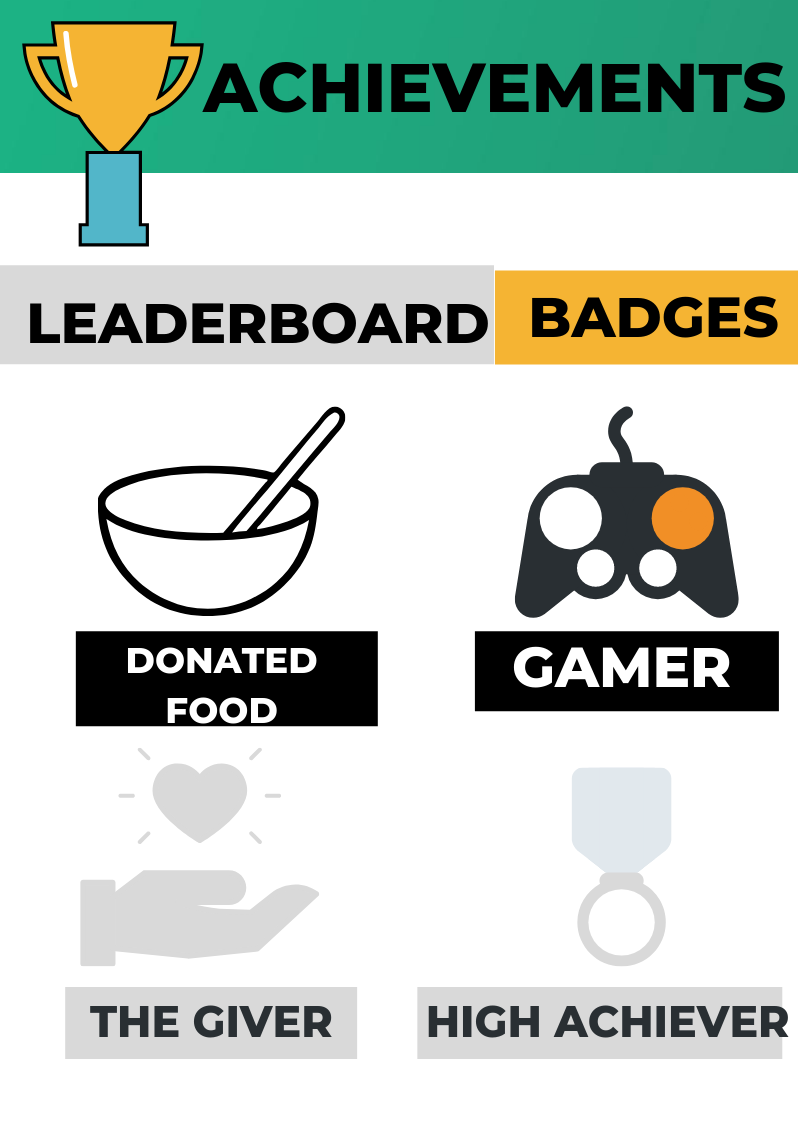 ACHIEVEMENTS
LEADERBOARD BADGES
DONATED
FOOD
GAMER
THE GIVER
HIGH ACHIEVER